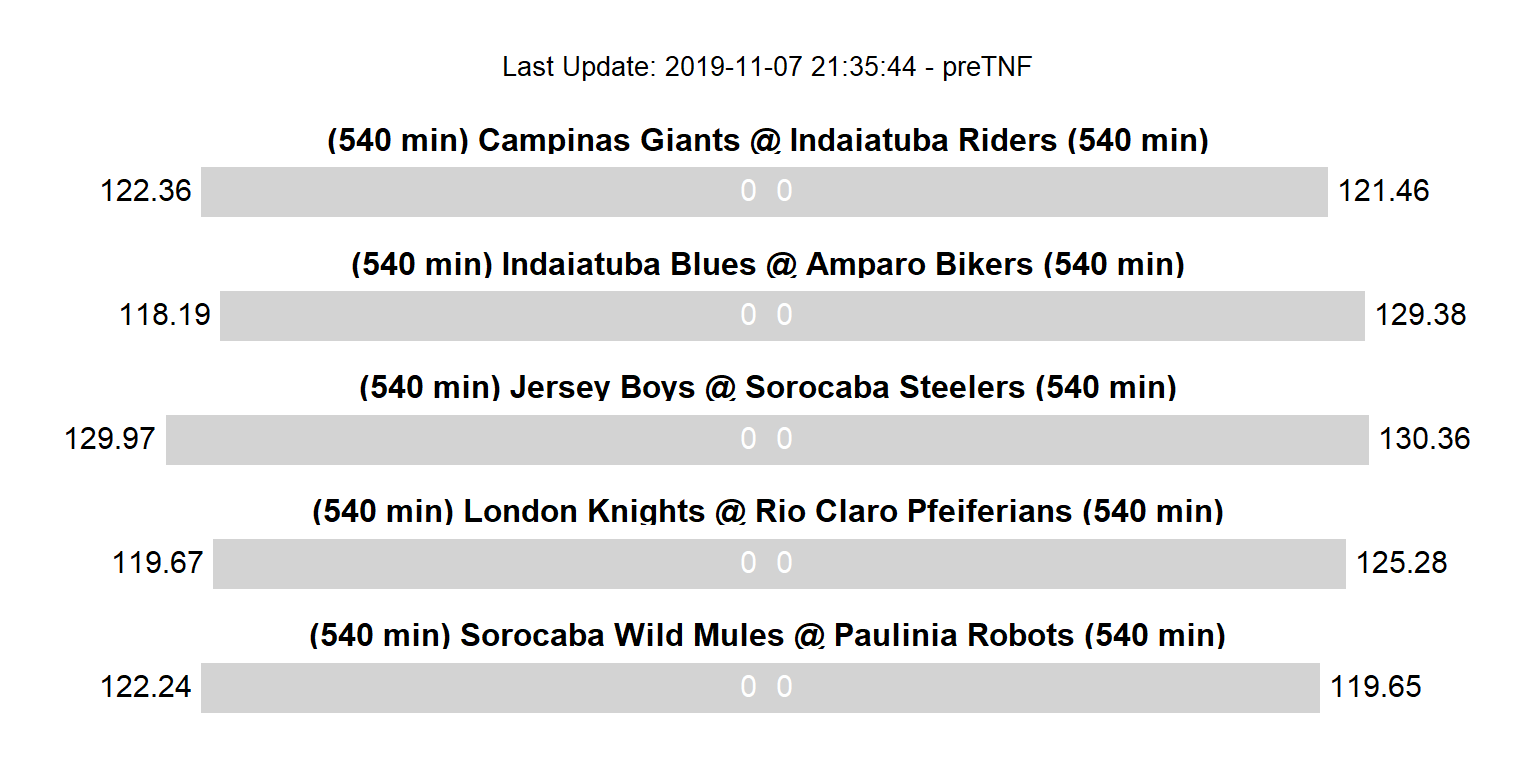 Last Update: 2019-11-07 21:35:44 - preTNF
(540 min) Campinas Giants @ Indaiatuba Riders (540 min)
122.36 0 0 121.46
(540 min) Indaiatuba Blues @ Amparo Bikers (540 min)
118.19 0 0 129.38
(540 min) Jersey Boys @ Sorocaba Steelers (540 min)
129.97 0 0 130.36
(540 min) London Knights @ Rio Claro Pfeiferians (540 min)
119.67 0 0 125.28
(540 min) Sorocaba Wild Mules @ Paulinia Robots (540 min)
122.24 0 0 119.65